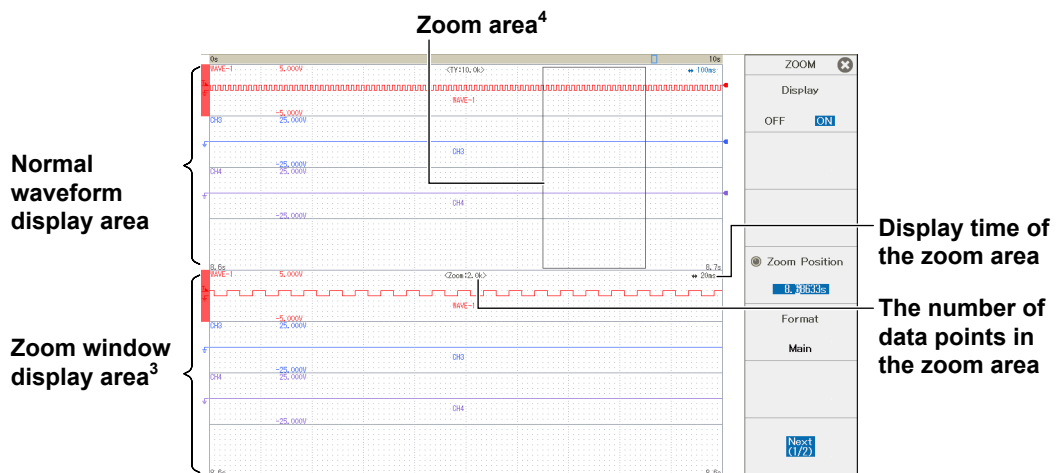 Zoom area4
0s
10s
WAVE-1
5.000V
<TY:10.0k>
↔ 100ms
WAVE-1
-5.000V
CH3
25.000V
CH3
-25.000V
CH4
25.000V
CH4
-25.000V
8.6s
8.7s
WAVE-1
5.000V
<Zoom:2.0k>
↔ 20ms
WAVE-1
-5.000V
CH3
25.000V
CH3
-25.000V
CH4
25.000V
CH4
-25.000V
8.6s
8.6s
ZOOM
Display
OFF ON
Zoom Position
Format
Main
Next
(1/2)
Normal
waveform
display area
Zoom window
display area3
Display time of
the zoom area
The number of
data points in
the zoom area